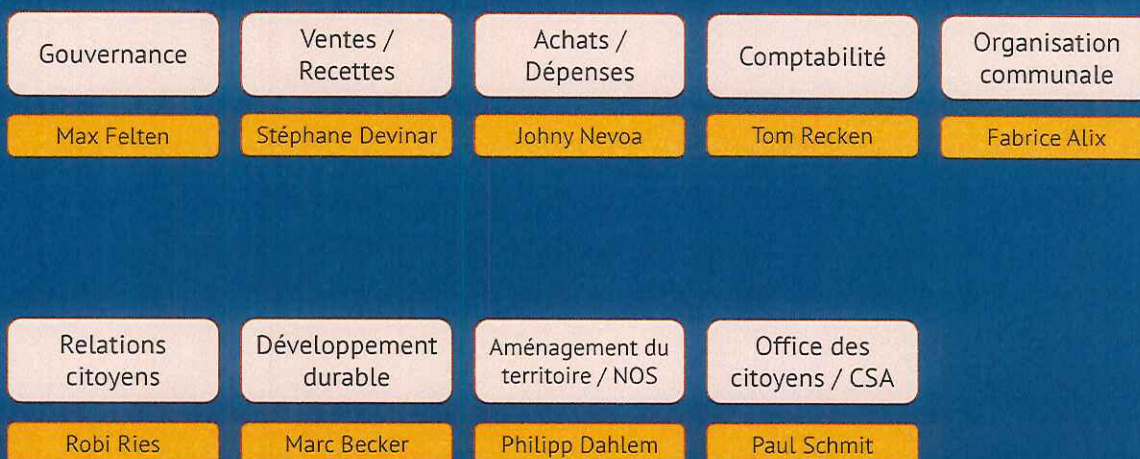 Gouvernance
Ventes /
Recettes
Achats /
Dépenses
Comptabilité
Organisation
communale
Max Felten
Stéphane Devinar
Johny Nevoa
Tom Recken
Fabrice Alix
Relations
citoyens
Développement
durable
Aménagement du
territoire / NOS
Office des
citoyens / CSA
Robi Ries
Marc Becker
Philipp Dahlem
Paul Schmit